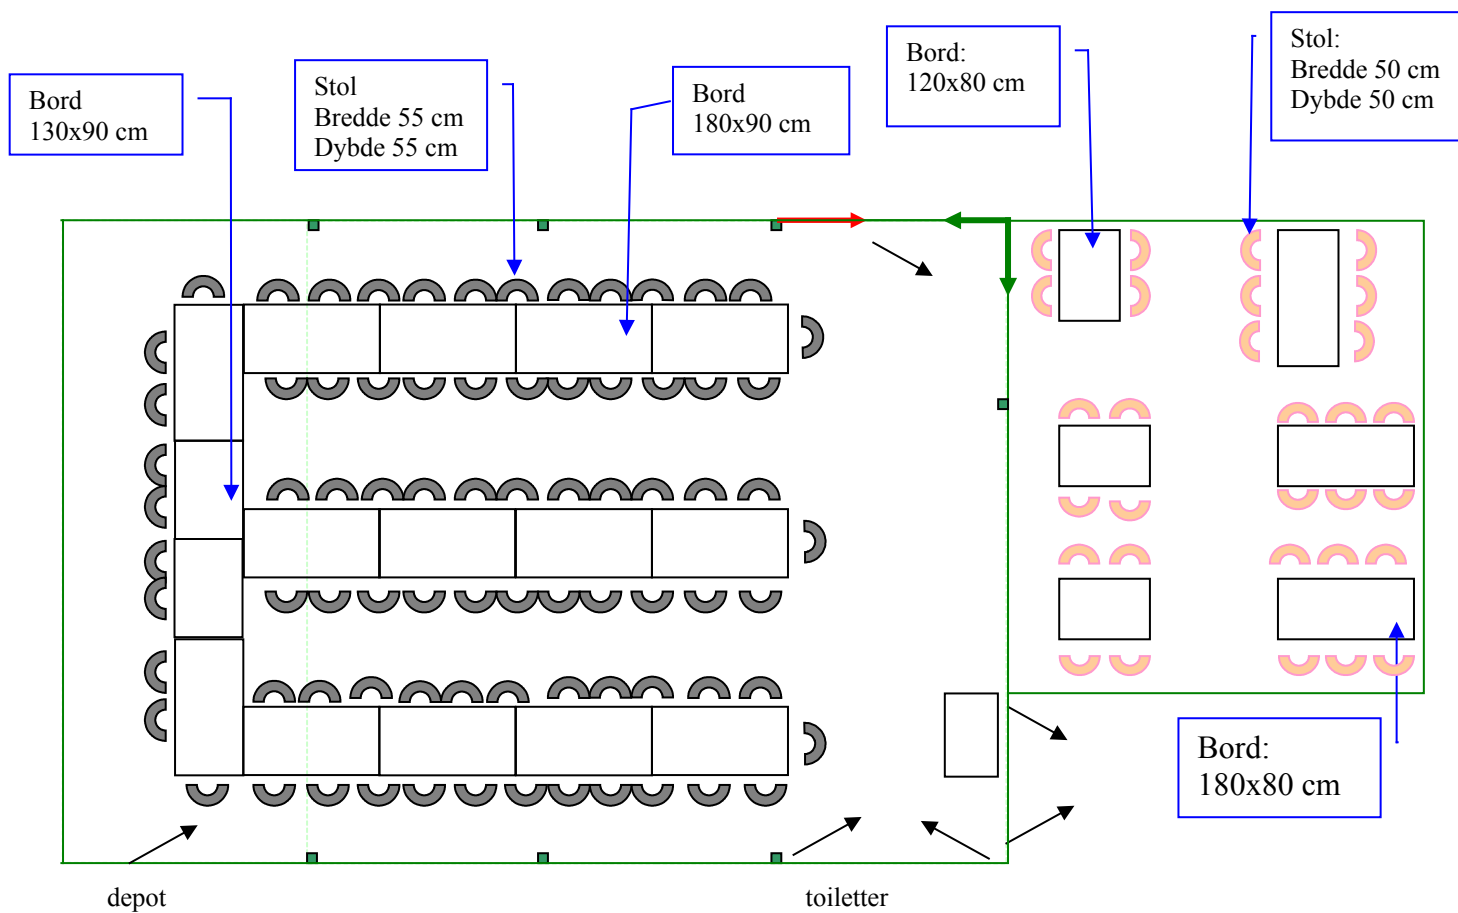 Bord
130x90 cm
Stol
Bredde 55 cm
Dybde 55 cm
Bord
180x90 cm
Bord:
120x80 cm
Stol:
Bredde 50 cm
Dybde 50 cm
Bord:
180x80 cm
depot
toiletter